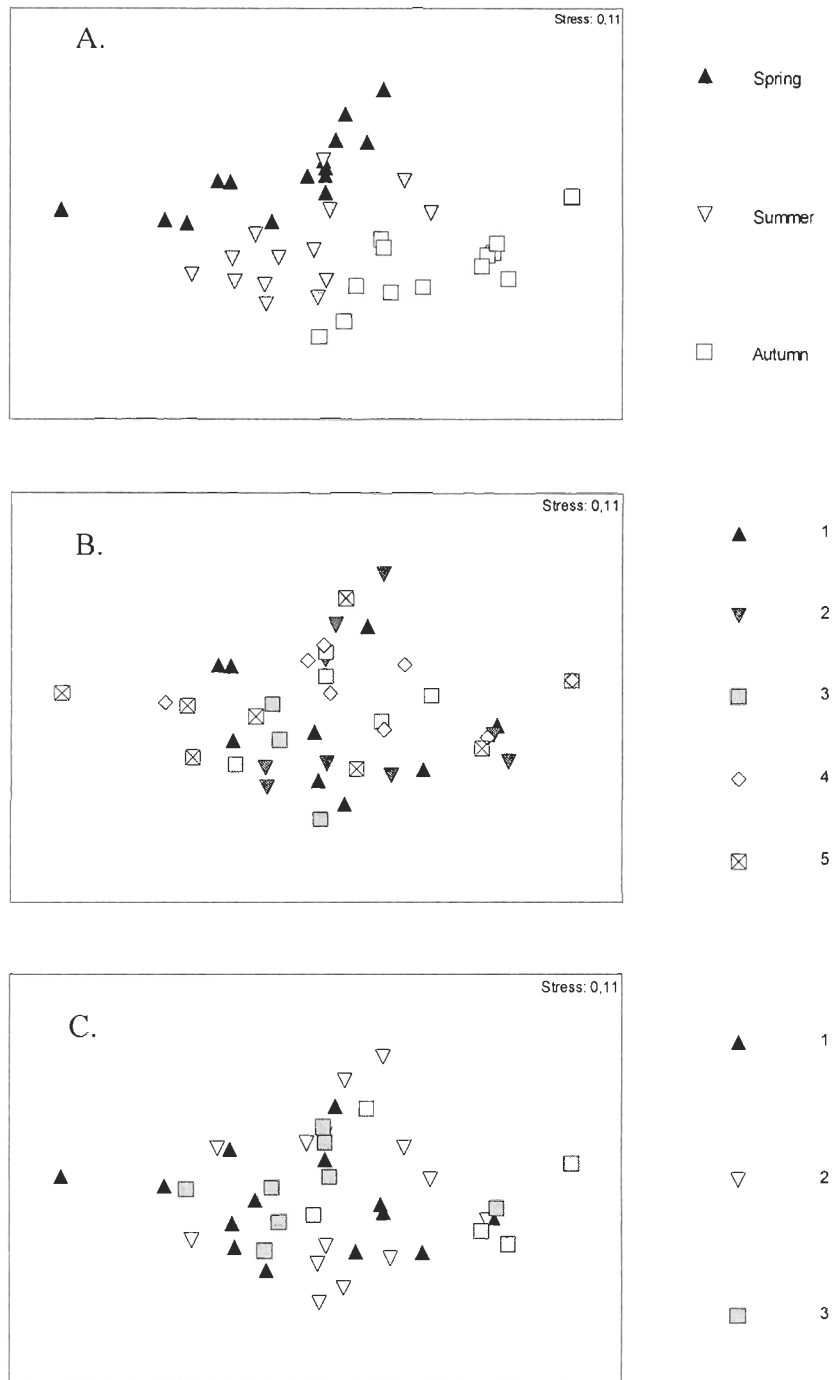 Stress: 0,11
A.
Spring
Summer
Autumn
Stress: 0,11
B.
1
2
3
4
5
Stress: 0,11
C.
1
2
3